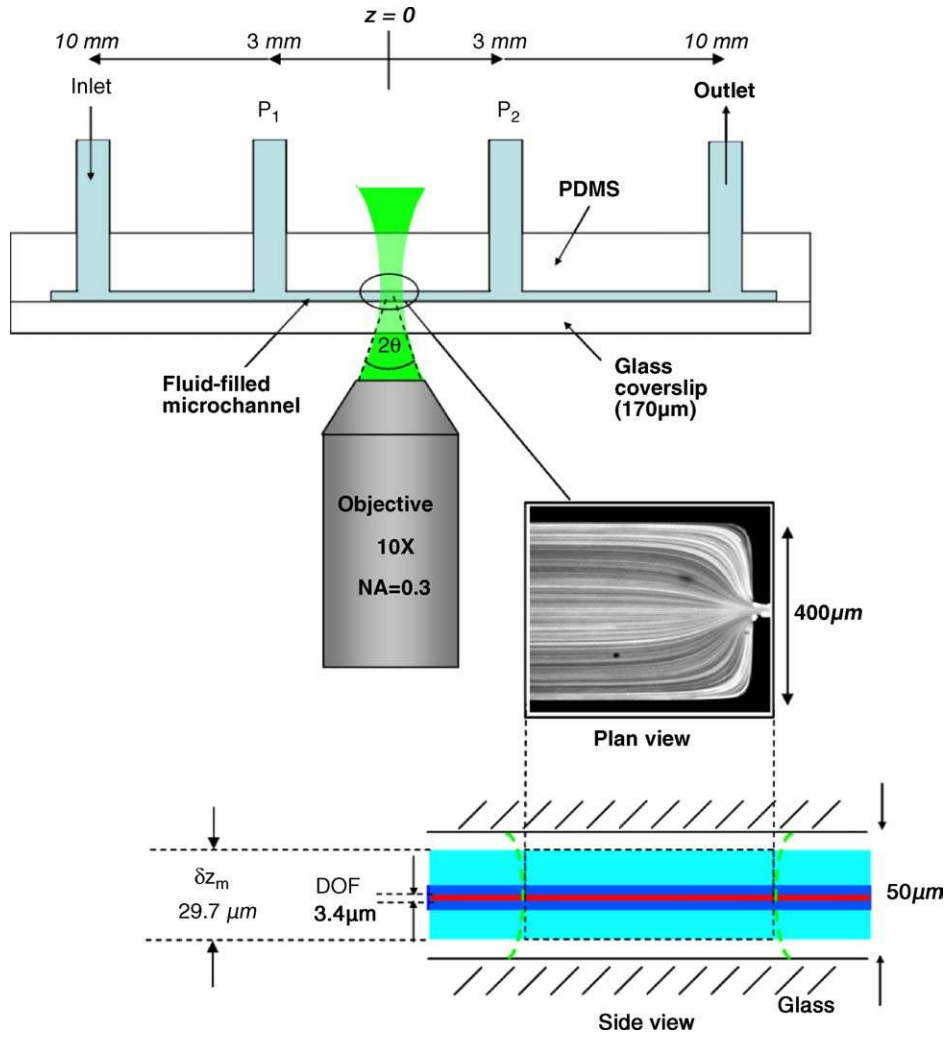 z = 0
10 mm 3 mm 3 mm 10 mm
Inlet
Outlet
P1 P2
PDMS
2θ
Fluid-filled
microchannel
Glass
coverslip
(170µm)
Objective
10X
NA=0.3
400µm
Plan view
δzm
29.7 µm
DOF
3.4µm
50µm
Glass
Side view